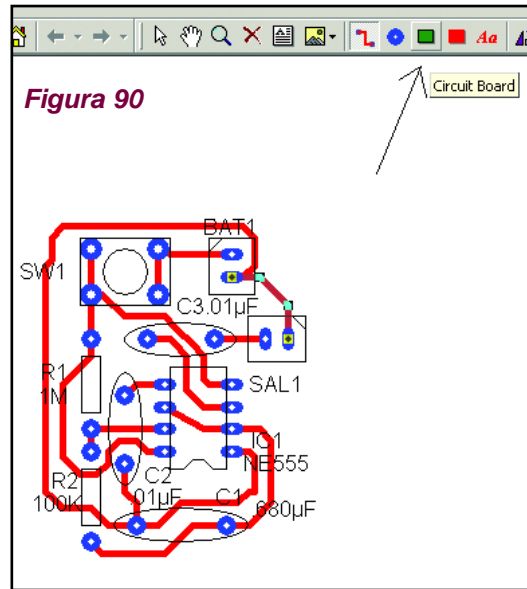 Aa
Circuit Board
Figura 90
BAT1
SW1
C3.01µF
R1
1M
SAL1
IC1
NE555
R2
100K
C2
.01µF
C1
.680µF